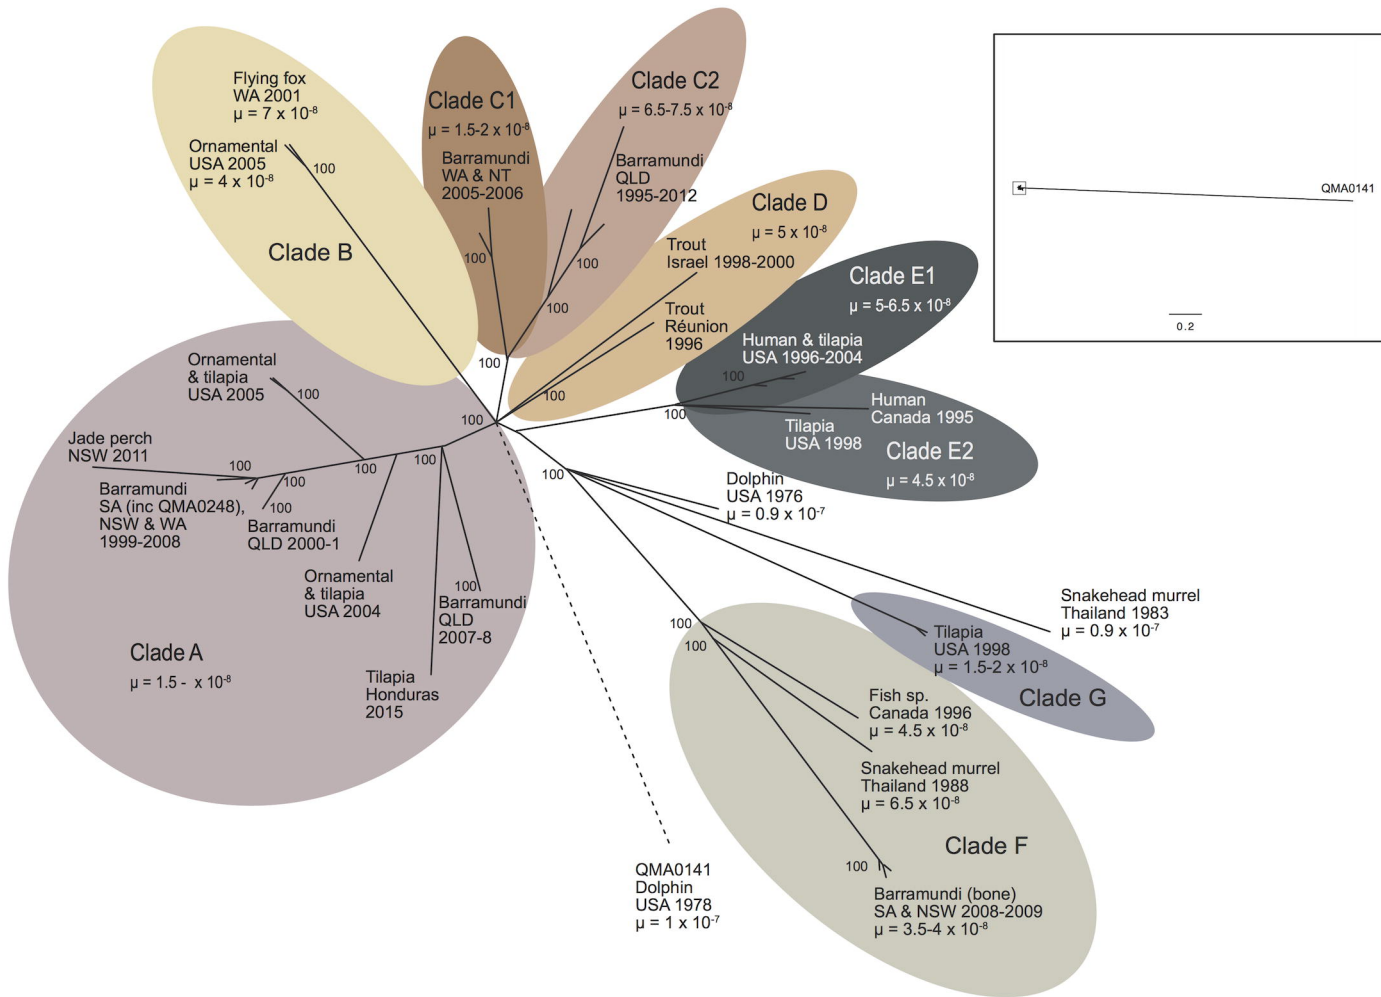 Flying fox
WA 2001
μ = 7 x 10⁻⁸
Ornamental
USA 2005
μ = 4 x 10⁻⁸
100
Clade B
Clade C1
μ = 1.5-2 x 10⁻⁸
Barramundi
WA & NT
2005-2006
100
Clade C2
μ = 6.5-7.5 x 10⁻⁸
Barramundi
QLD
1995-2012
100
100
100
Clade D
μ = 5 x 10⁻⁸
Trout
Israel 1998-2000
Trout
Réunion
1996
100
Clade E1
μ = 5-6.5 x 10⁻⁸
Human & tilapia
USA 1996-2004
100
100
Human
Canada 1995
Tilapia
USA 1998
Clade E2
μ = 4.5 x 10⁻⁸
QMA0141
0.2
Ornamental
& tilapia
USA 2005
100
100
Jade perch
NSW 2011
100
100
100
Barramundi
SA (inc QMA0248),
NSW & WA
1999-2008
100
Barramundi
QLD 2000-1
Ornamental
& tilapia
USA 2004
100
Barramundi
QLD
2007-8
Tilapia
Honduras
2015
Clade A
μ = 1.5 - x 10⁻⁸
100
Dolphin
USA 1976
μ = 0.9 x 10⁻⁷
Snakehead murrel
Thailand 1983
μ = 0.9 x 10⁻⁷
Tilapia
USA 1998
μ = 1.5-2 x 10⁻⁸
Clade G
100
100
Fish sp.
Canada 1996
μ = 4.5 x 10⁻⁸
Snakehead murrel
Thailand 1988
μ = 6.5 x 10⁻⁸
Clade F
100
Barramundi (bone)
SA & NSW 2008-2009
μ = 3.5-4 x 10⁻⁸
QMA0141
Dolphin
USA 1978
μ = 1 x 10⁻⁷